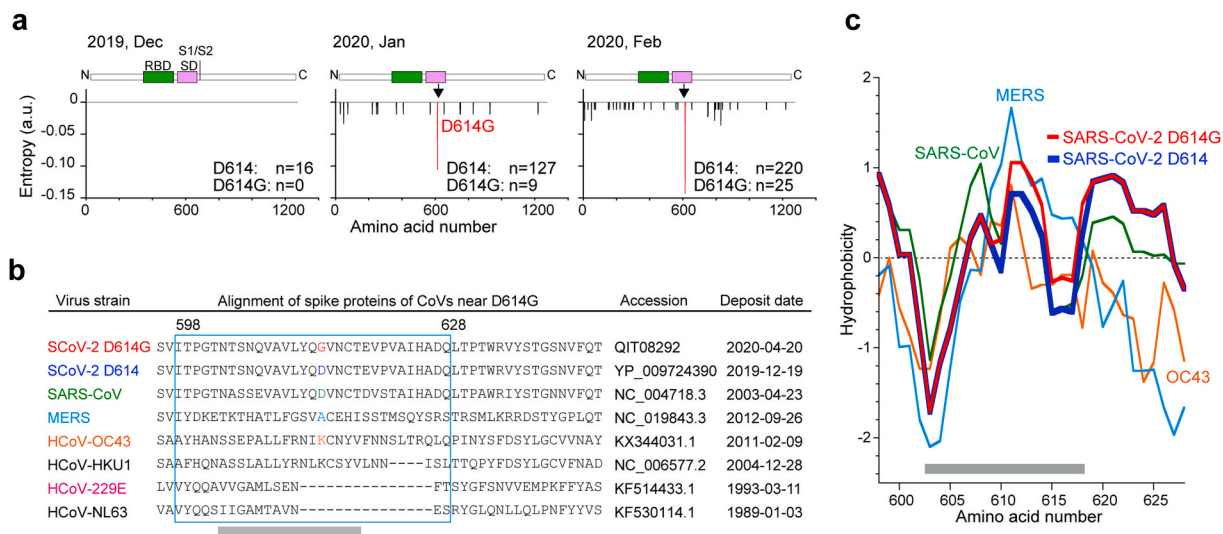 a
2019, Dec
S1/S2
N RBD SD C
2020, Jan
N C
2020, Feb
N C
Entropy (a.u.)
0
-0.05
-0.10
-0.15
D614: n=16
D614G: n=0
0 600 1200
D614G
D614: n=127
D614G: n=9
0 600 1200
Amino acid number
D614: n=220
D614G: n=25
0 600 1200
b
Virus strain Alignment of spike proteins of CoVs near D614G Accession Deposit date
598 628
SCoV-2 D614G SVITPGTNTSNQVAVLYQGVNCTEVPVAIHADQLTPTWRVYSTGSNVFQT QIT08292 2020-04-20
SCoV-2 D614 SVITPGTNTSNQVAVLYQDVNCTEVPVAIHADQLTPTWRVYSTGSNVFQT YP_009724390 2019-12-19
SARS-CoV SVITPGTNASSEVAVLYQDVNCTDVSTAIHADQLTPAWRIYSTGNNVFQT NC_004718.3 2003-04-23
MERS SVIYDKETKTHATLFGSVACEHISSTMSQYSRSTRSMLKRRDSTYGPLQT NC_019843.3 2012-09-26
HCoV-OC43 SAAYHANSSEPALLFRNIKCNYVFNNSLTRQLQPINYSFDSYLGCVVNAY KX344031.1 2011-02-09
HCoV-HKU1 SAAFHQNASSLALLYRNLKCSYVLNN----ISLTTQPYFDSYLGCVFNAD NC_006577.2 2004-12-28
HCoV-229E LVVYQQAVVGAMLSEN---------------FTSYGFSNVVEMPKFFYAS KF514433.1 1993-03-11
HCoV-NL63 VAVYQQSIIGAMTAVN---------------ESRYGLQNLLQLPNFYYVS KF530114.1 1989-01-03
c
Hydrophobicity
2
1
0
-1
-2
MERS
SARS-CoV
SARS-CoV-2 D614G
SARS-CoV-2 D614
OC43
600 605 610 615 620 625
Amino acid number